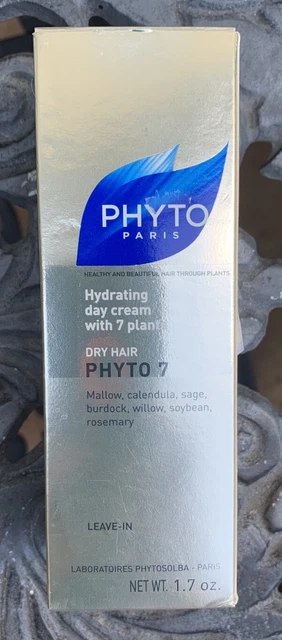 PHYTO
PARIS
HEALTHY AND BEAUTIFUL HAIR THROUGH PLANTS
Hydrating
day cream
with 7 plant
DRY HAIR
PHYTO 7
Mallow, calendula, sage,
burdock, willow, soybean,
rosemary
LEAVE-IN
LABORATOIRES PHYTOSOLBA - PARIS
NET WT. 1.7 oz.